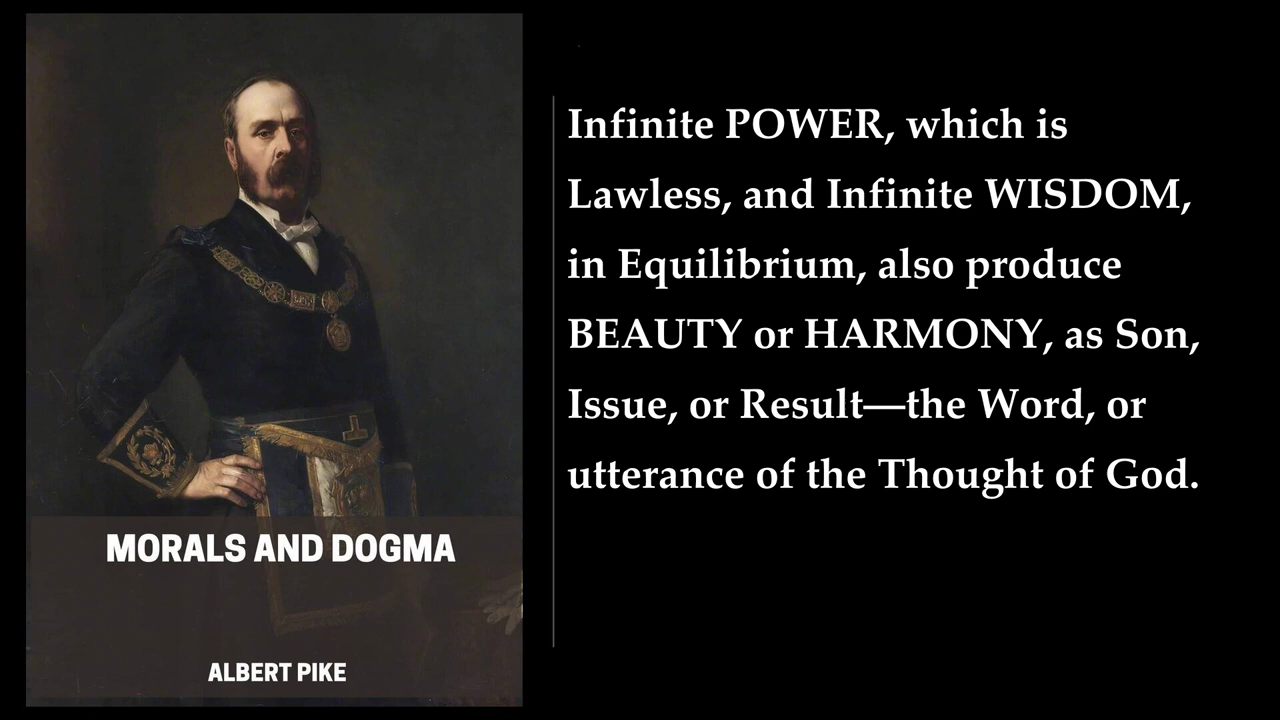 MORALS AND DOGMA
ALBERT PIKE
Infinite POWER, which is
Lawless, and Infinite WISDOM,
in Equilibrium, also produce
BEAUTY or HARMONY, as Son,
Issue, or Result—the Word, or
utterance of the Thought of God.